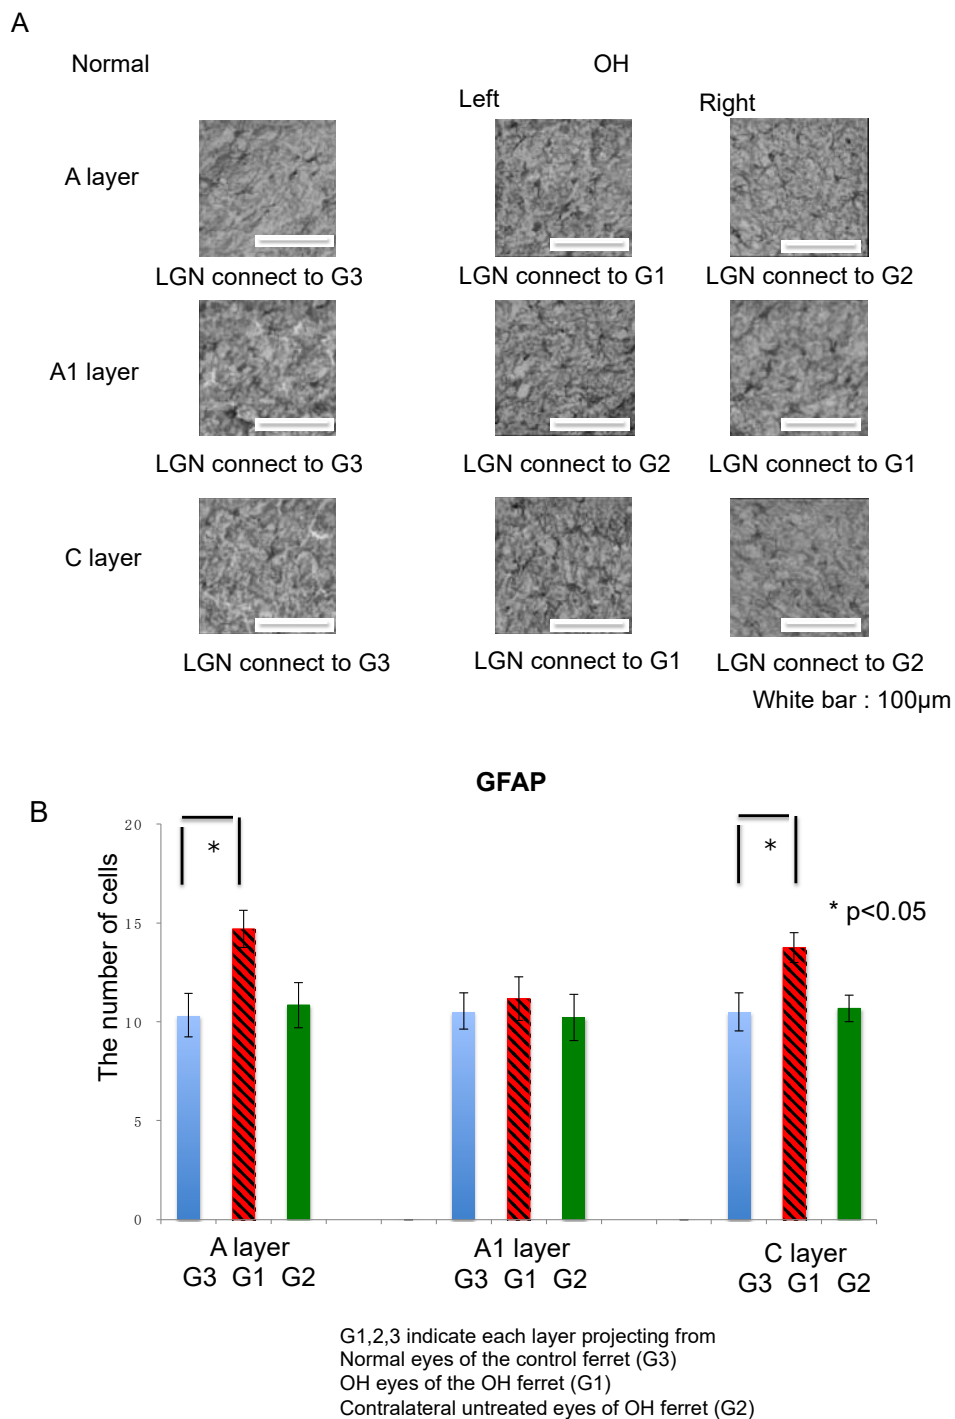 A
Normal
OH
Left
Right
A layer
LGN connect to G3
LGN connect to G1
LGN connect to G2
A1 layer
LGN connect to G3
LGN connect to G2
LGN connect to G1
C layer
LGN connect to G3
LGN connect to G1
LGN connect to G2
White bar : 100µm
GFAP
B
The number of cells
20
15
10
5
0
*
*
* p<0.05
A layer
A1 layer
C layer
G3 G1 G2
G3 G1 G2
G3 G1 G2
G1,2,3 indicate each layer projecting from
Normal eyes of the control ferret (G3)
OH eyes of the OH ferret (G1)
Contralateral untreated eyes of OH ferret (G2)